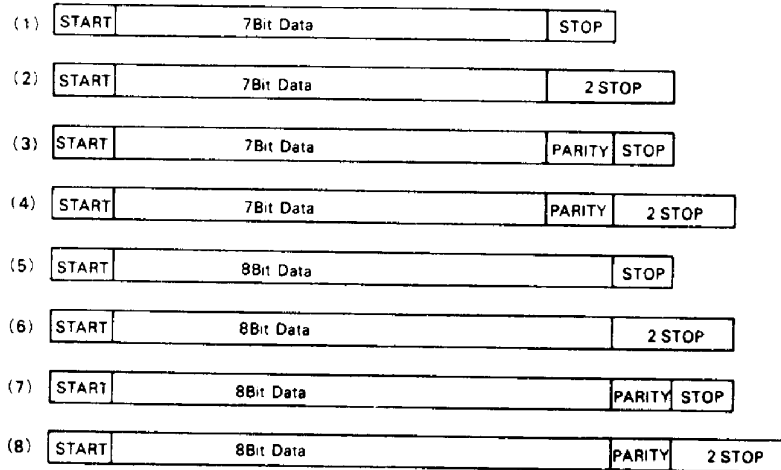 (1) START 7Bit Data STOP
(2) START 7Bit Data 2 STOP
(3) START 7Bit Data PARITY STOP
(4) START 7Bit Data PARITY 2 STOP
(5) START 8Bit Data STOP
(6) START 8Bit Data 2 STOP
(7) START 8Bit Data PARITY STOP
(8) START 8Bit Data PARITY 2 STOP